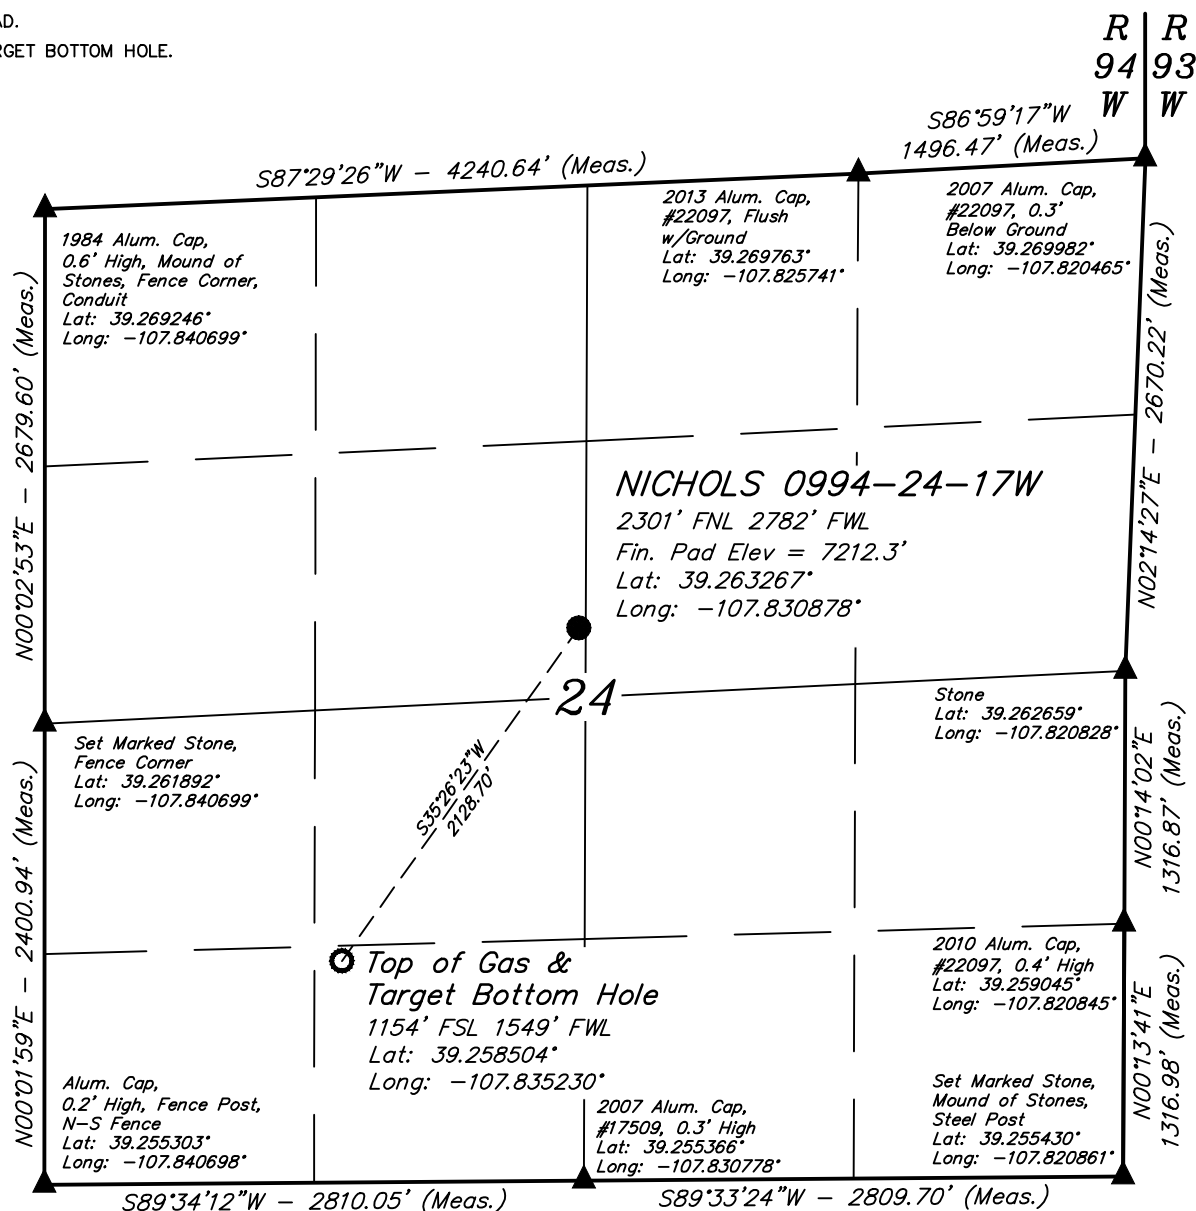 AD.
RGET BOTTOM HOLE.
R R
94 93
W W
S86°59'17"W
1496.47' (Meas.)
S87°29'26"W - 4240.64' (Meas.)
2013 Alum. Cap,
#22097, Flush
w/Ground
Lat: 39.269763°
Long: -107.825741°
2007 Alum. Cap,
#22097, 0.3'
Below Ground
Lat: 39.269982°
Long: -107.820465°
1984 Alum. Cap,
0.6' High, Mound of
Stones, Fence Corner,
Conduit
Lat: 39.269246°
Long: -107.840699°
N00°02'53"E - 2679.60' (Meas.)
N02°14'27"E - 2670.22' (Meas.)
NICHOLS 0994-24-17W
2301' FNL 2782' FWL
Fin. Pad Elev = 7212.3'
Lat: 39.263267°
Long: -107.830878°
24
Stone
Lat: 39.262659°
Long: -107.820828°
Set Marked Stone,
Fence Corner
Lat: 39.261892°
Long: -107.840699°
S35°26'23"W
2128.70'
N00°14'02"E
1316.87' (Meas.)
N00°01'59"E - 2400.94' (Meas.)
Top of Gas &
Target Bottom Hole
1154' FSL 1549' FWL
Lat: 39.258504°
Long: -107.835230°
2010 Alum. Cap,
#22097, 0.4' High
Lat: 39.259045°
Long: -107.820845°
N00°13'41"E
1316.98' (Meas.)
Alum. Cap,
0.2' High, Fence Post,
N-S Fence
Lat: 39.255303°
Long: -107.840698°
2007 Alum. Cap,
#17509, 0.3' High
Lat: 39.255366°
Long: -107.830778°
Set Marked Stone,
Mound of Stones,
Steel Post
Lat: 39.255430°
Long: -107.820861°
S89°34'12"W - 2810.05' (Meas.)
S89°33'24"W - 2809.70' (Meas.)